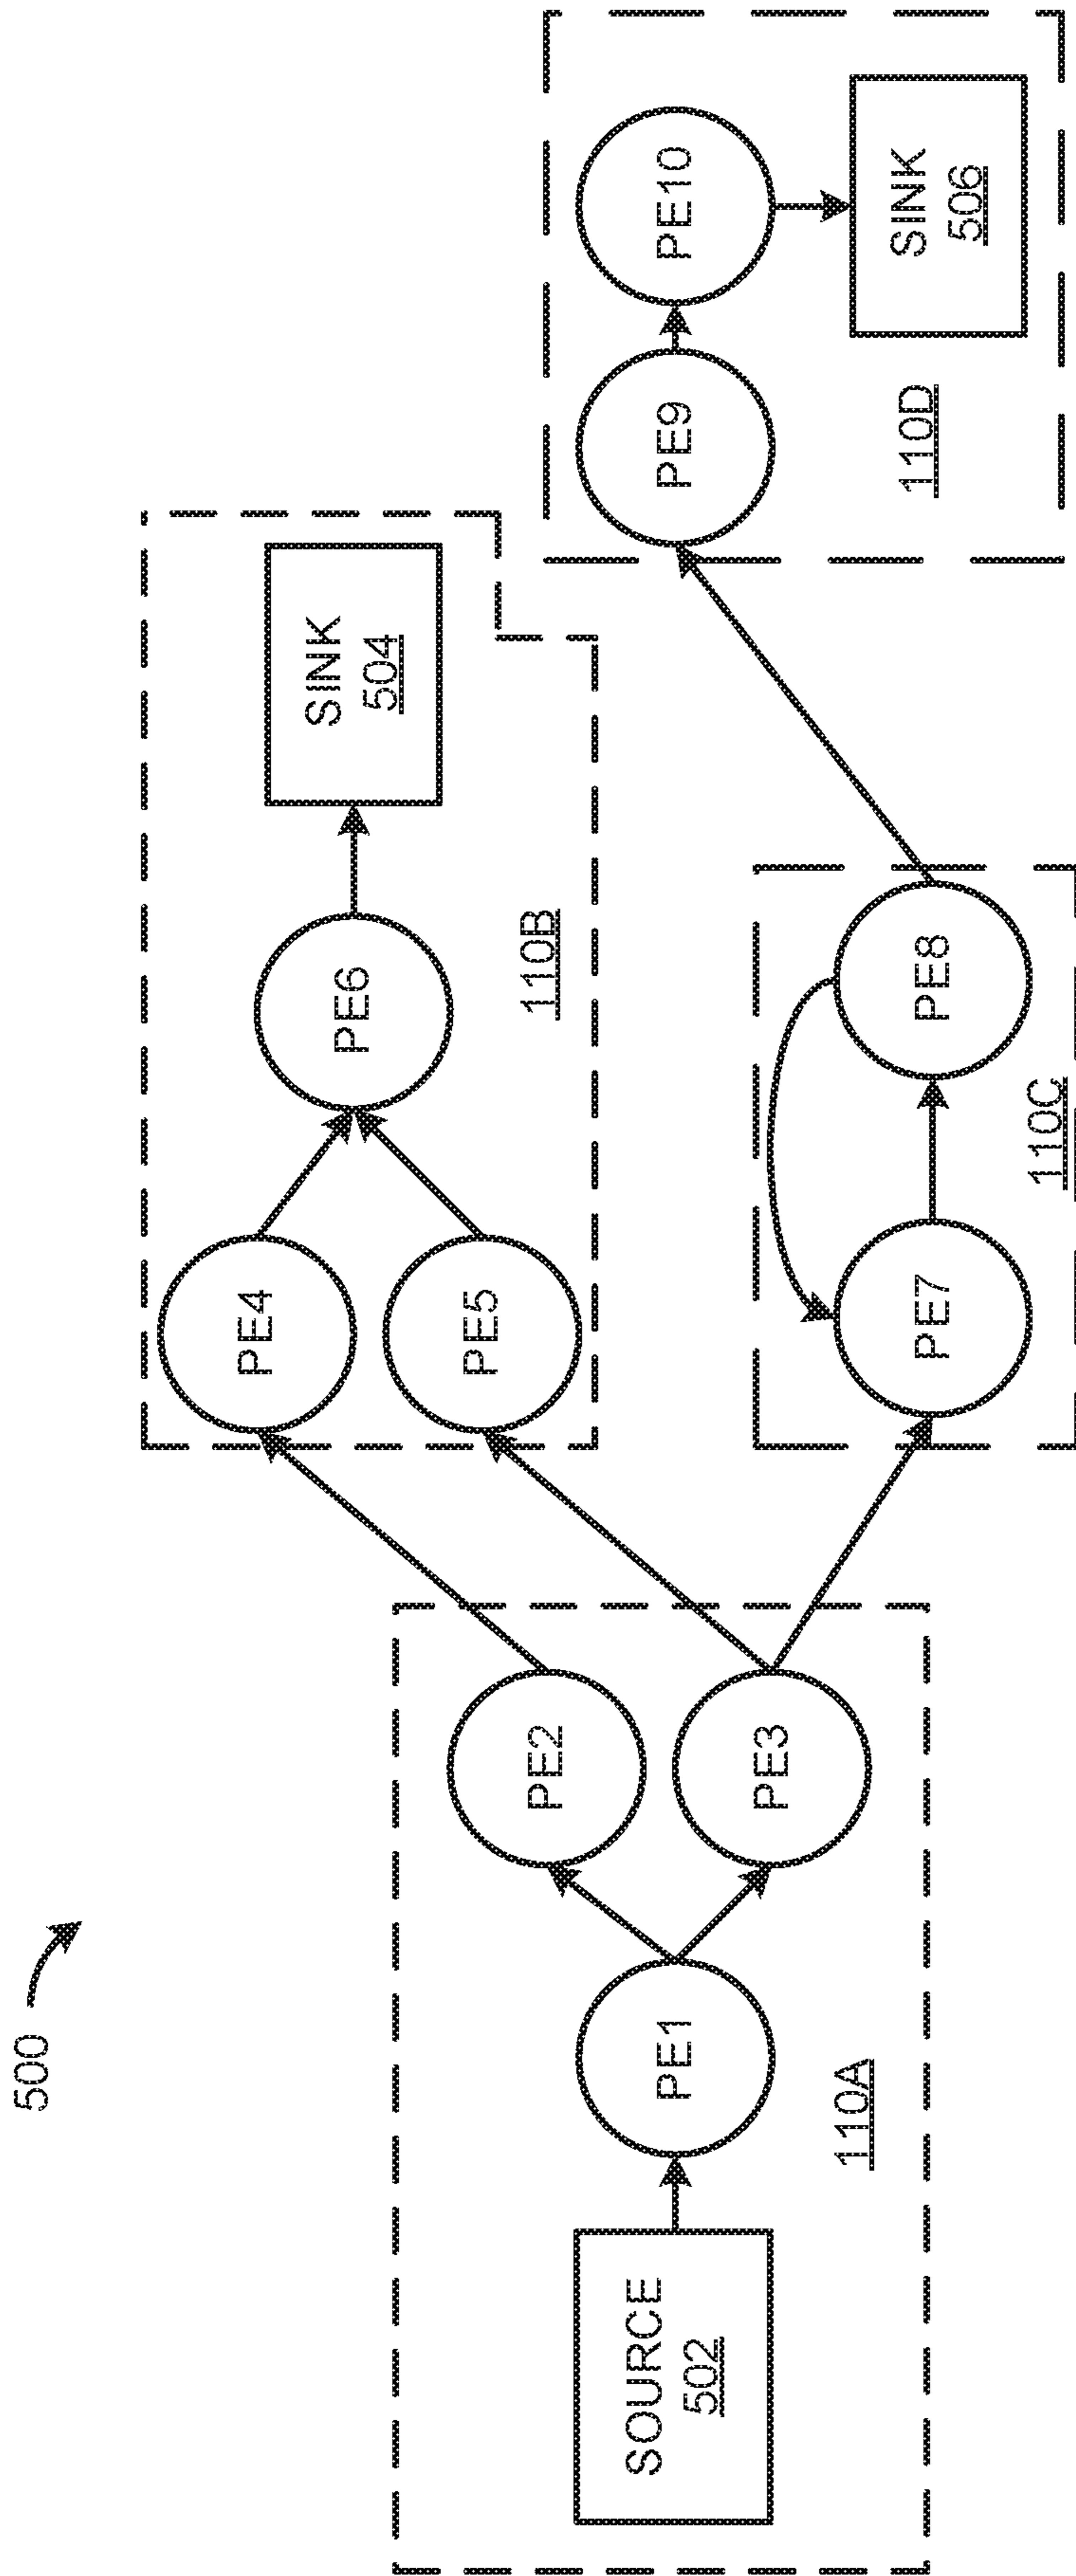 500
SOURCE
502
PE1
110A
PE2
PE3
PE4
PE5
PE6
SINK
504
110B
PE7
PE8
110C
PE9
PE10
SINK
506
110D